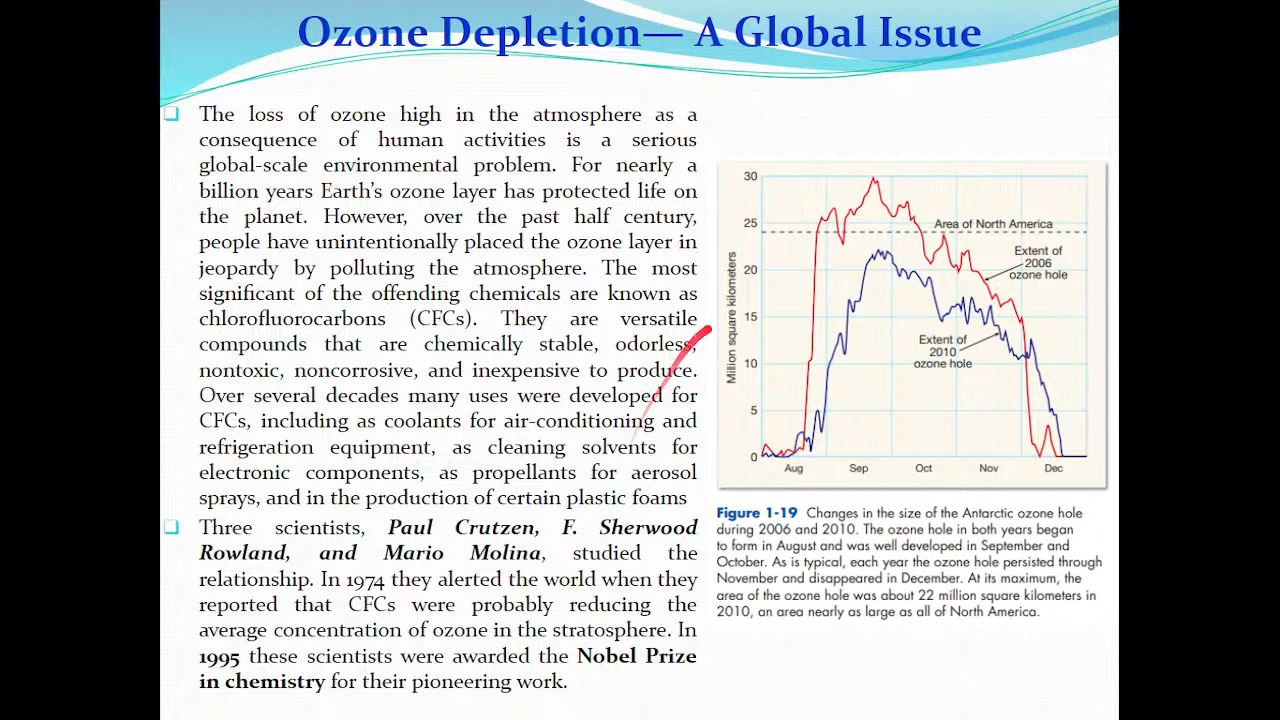 Ozone Depletion— A Global Issue
The loss of ozone high in the atmosphere as a
consequence of human activities is a serious
global-scale environmental problem. For nearly a
billion years Earth's ozone layer has protected life on
the planet. However, over the past half century,
people have unintentionally placed the ozone layer in
jeopardy by polluting the atmosphere. The most
significant of the offending chemicals are known as
chlorofluorocarbons (CFCs). They are versatile
compounds that are chemically stable, odorless,
nontoxic, noncorrosive, and inexpensive to produce.
Over several decades many uses were developed for
CFCs, including as coolants for air-conditioning and
refrigeration equipment, as cleaning solvents for
electronic components, as propellants for aerosol
sprays, and in the production of certain plastic foams
Three scientists, Paul Crutzen, F. Sherwood
Rowland, and Mario Molina, studied the
relationship. In 1974 they alerted the world when they
reported that CFCs were probably reducing the
average concentration of ozone in the stratosphere. In
1995 these scientists were awarded the Nobel Prize
in chemistry for their pioneering work.
Million square kilometers
30
25
20
15
10
5
0
Area of North America
Extent of
2006
ozone hole
Extent of
2010
ozone hole
Aug Sep Oct Nov Dec
Figure 1-19 Changes in the size of the Antarctic ozone hole
during 2006 and 2010. The ozone hole in both years began
to form in August and was well developed in September and
October. As is typical, each year the ozone hole persisted through
November and disappeared in December. At its maximum, the
area of the ozone hole was about 22 million square kilometers in
2010, an area nearly as large as all of North America.